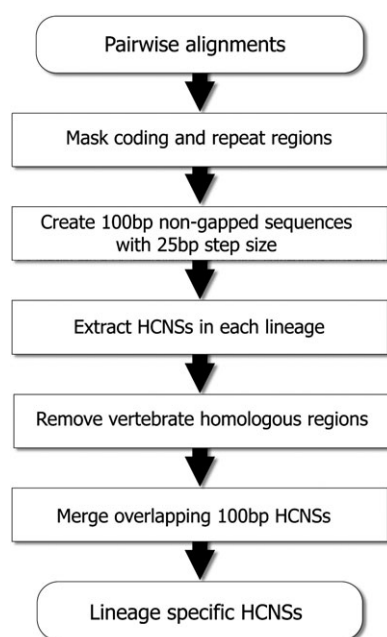 Pairwise alignments
Mask coding and repeat regions
Create 100bp non-gapped sequences
with 25bp step size
Extract HCNSs in each lineage
Remove vertebrate homologous regions
Merge overlapping 100bp HCNSs
Lineage specific HCNSs